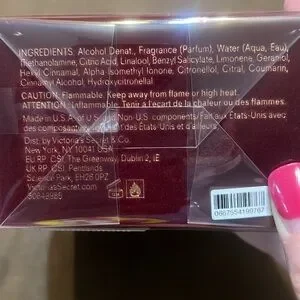 INGREDIENTS: Alcohol Denat., Fragrance (Parfum), Water (Aqua, Eau),
Triethanolamine, Citric Acid, Linalool, Benzyl Salicylate, Limonene, Geraniol,
Hexyl Cinnamal, Alpha Isomethyl Ionone, Citronellol, Citral, Coumarin,
Cinnamyl Alcohol, Hydroxycitronellal
CAUTION: Flammable. Keep away from flame or high heat.
ATTENTION: Inflammable. Tenir à l'écart de la chaleur ou des flammes.
Made in U.S.A. of U.S. and Non-U.S. components/Fait aux États-Unis avec
des composants des États-Unis et d'ailleurs
Dist. by Victoria's Secret & Co.
New York, NY 10041 USA
EU RP, CSI, The Greenway, Dublin 2, IE
UK RP, CSI, Pentlands
Science Park, EH26 0PZ
VictoriasSecret.com